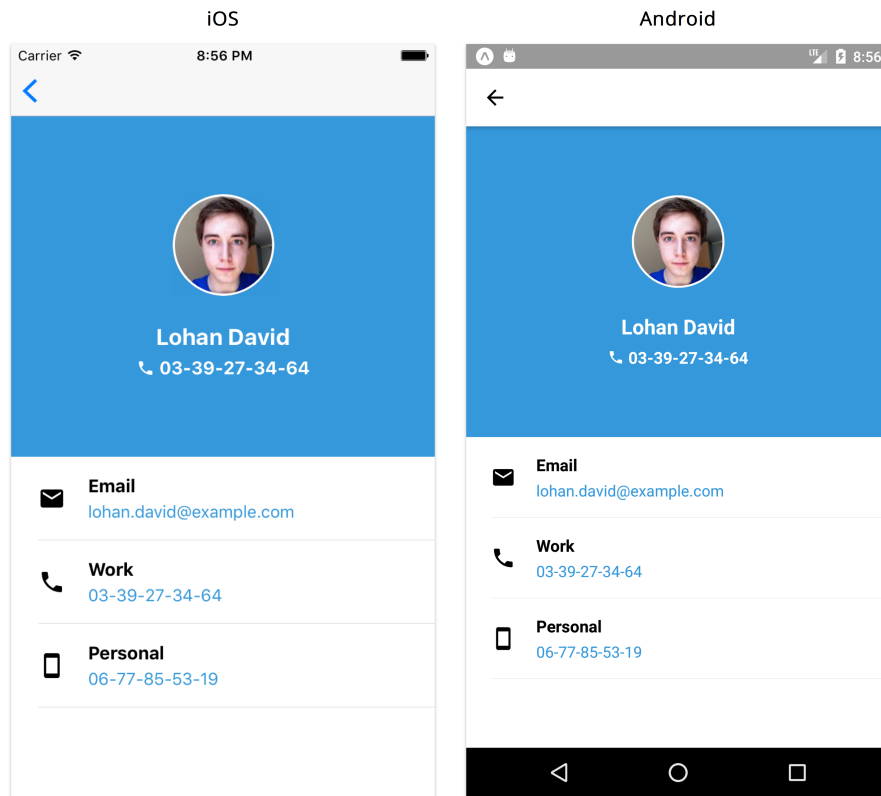 iOS
Carrier 8:56 PM
Lohan David
03-39-27-34-64
Email
lohan.david@example.com
Work
03-39-27-34-64
Personal
06-77-85-53-19
Android
LTE 8:56
Lohan David
03-39-27-34-64
Email
lohan.david@example.com
Work
03-39-27-34-64
Personal
06-77-85-53-19